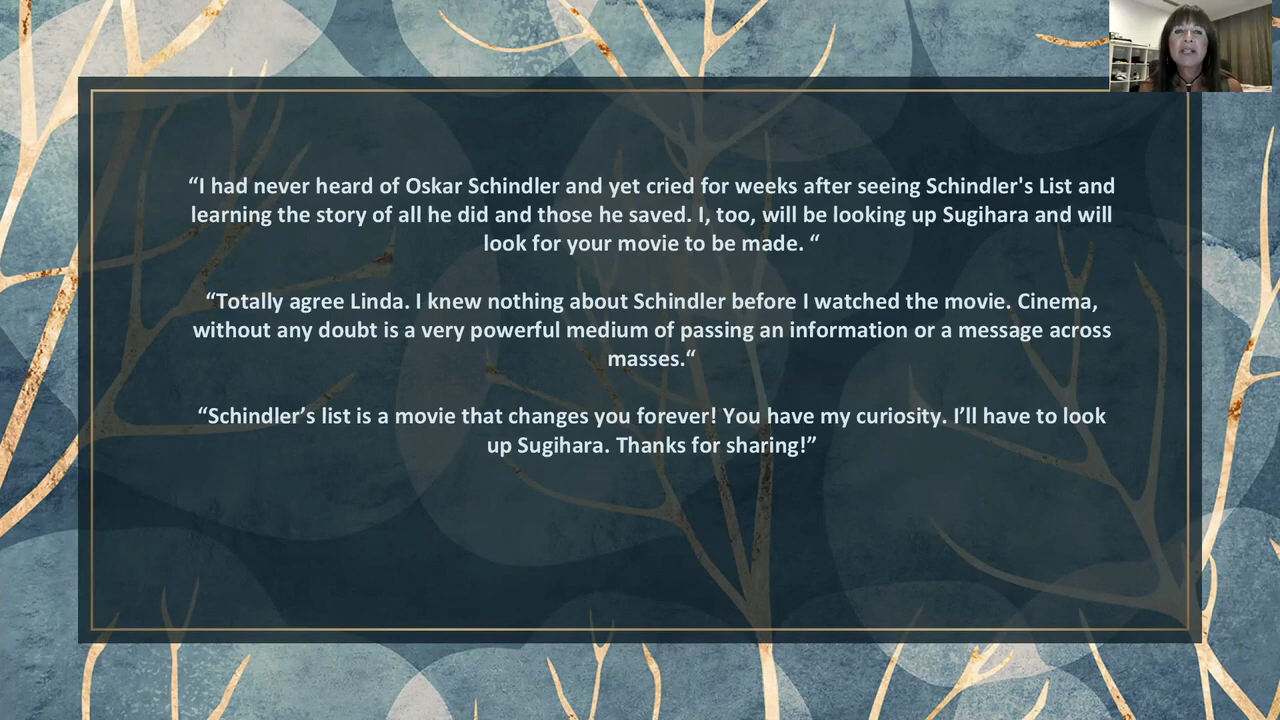 “I had never heard of Oskar Schindler and yet cried for weeks after seeing Schindler's List and
learning the story of all he did and those he saved. I, too, will be looking up Sugihara and will
look for your movie to be made. “
“Totally agree Linda. I knew nothing about Schindler before I watched the movie. Cinema,
without any doubt is a very powerful medium of passing an information or a message across
masses.“
“Schindler’s list is a movie that changes you forever! You have my curiosity. I’ll have to look
up Sugihara. Thanks for sharing!”